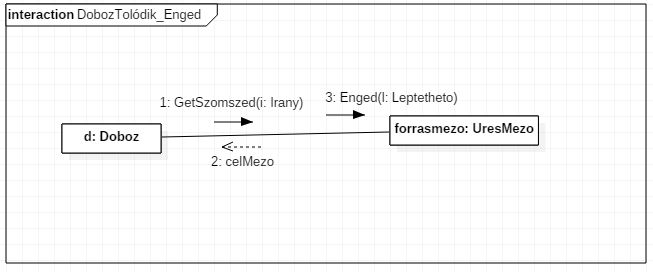 interaction DobozTolódik_Enged
1: GetSzomszed(i: Irany)
3: Enged(l: Leptetheto)
d: Doboz
forrasmezo: UresMezo
2: celMezo